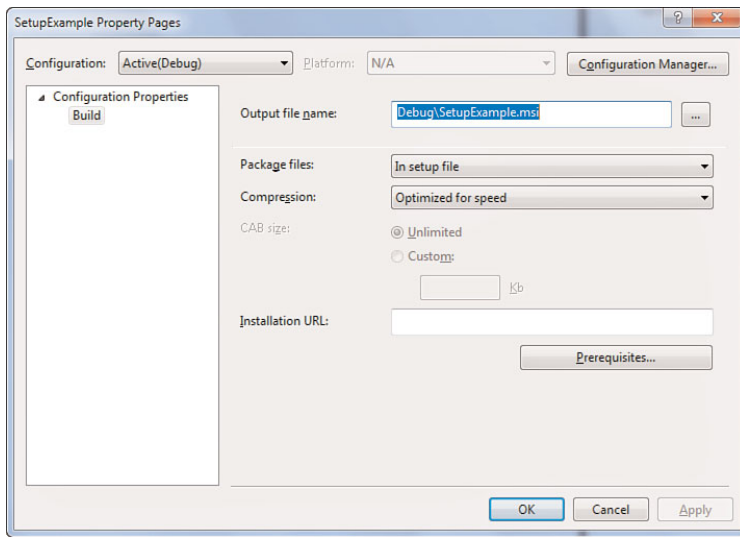 SetupExample Property Pages
Configuration: Active(Debug) Platform: N/A Configuration Manager...
Configuration Properties
Build
Output file name: Debug\SetupExample.msi ...
Package files: In setup file
Compression: Optimized for speed
CAB size: Unlimited
Custom:
Kb
Installation URL:
Prerequisites...
OK Cancel Apply